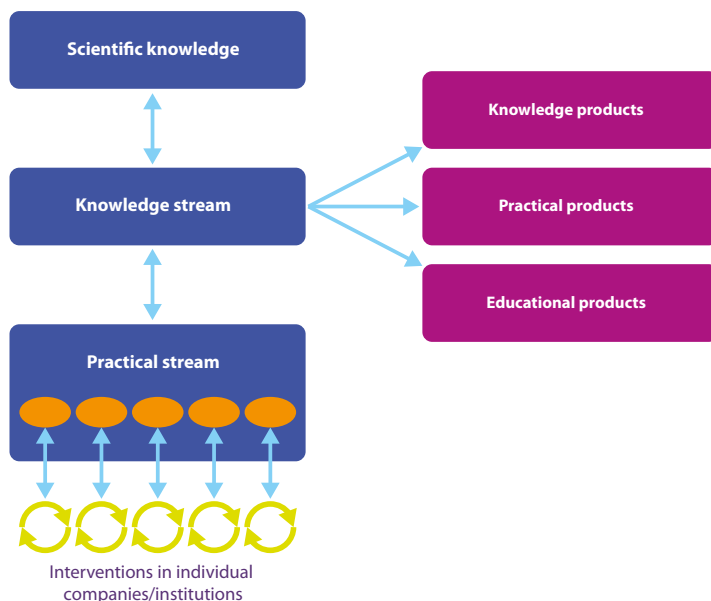 Scientific knowledge
Knowledge products
Knowledge stream
Practical products
Educational products
Practical stream
Interventions in individual
companies/institutions